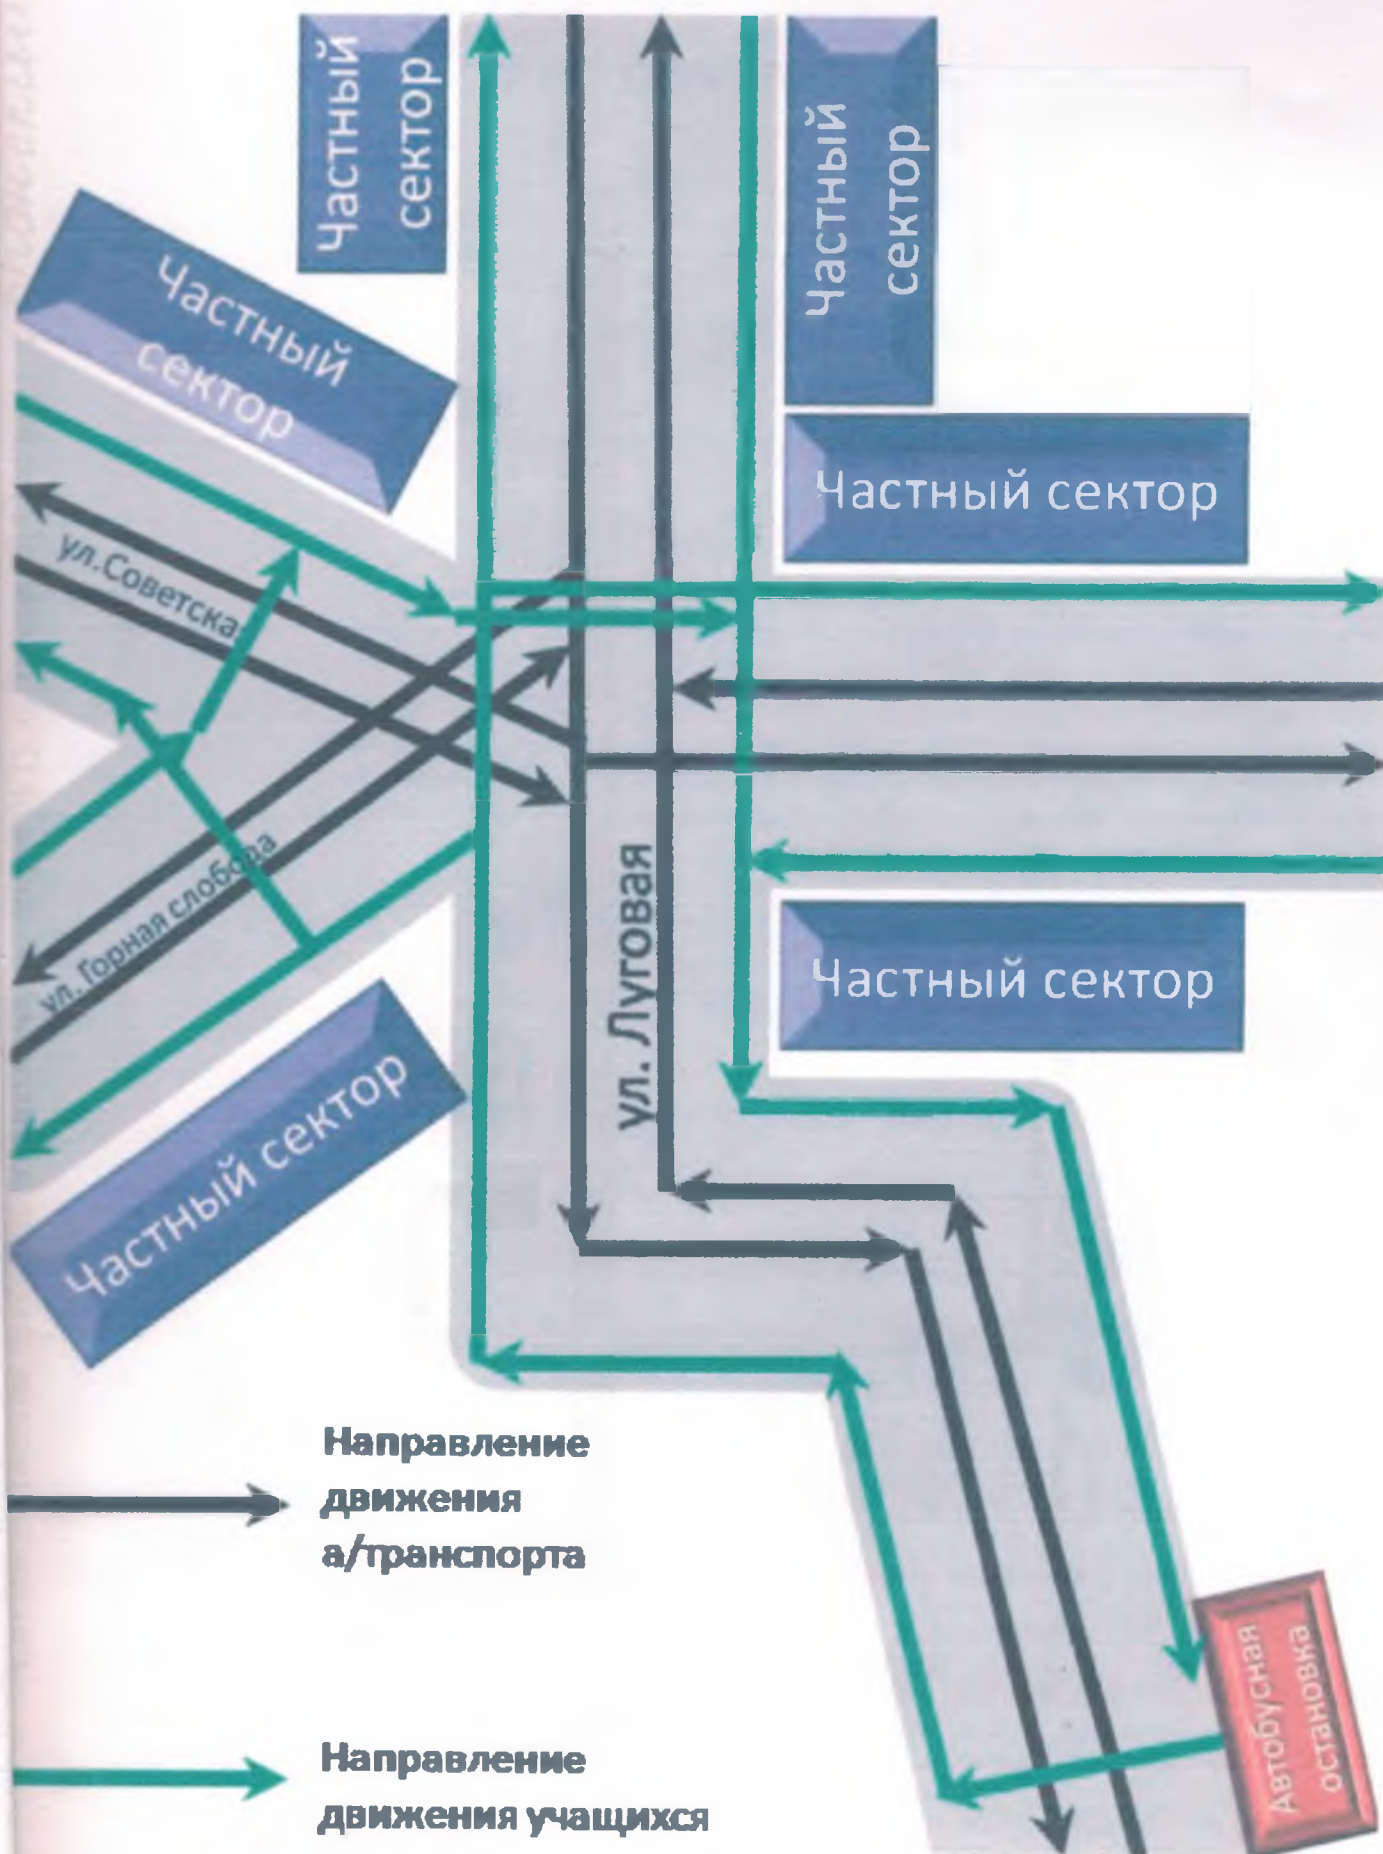 Частный
сектор
Частный
сектор
Частный
сектор
Частный сектор
ул.Советска
ул. Горная слобода
ул. Луговая
Частный сектор
Частный сектор
Направление
движения
а/транспорта
Автобусная
остановка
Направление
движения учащихся